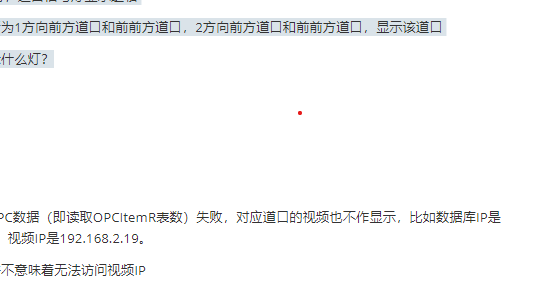 为1方向前方道口和前前方道口，2方向前方道口和前前方道口，显示该道口
什么灯？
PC数据（即读取OPCItemR表数）失败，对应道口的视频也不作显示，比如数据库IP是
视频IP是192.168.2.19。
不意味着无法访问视频IP